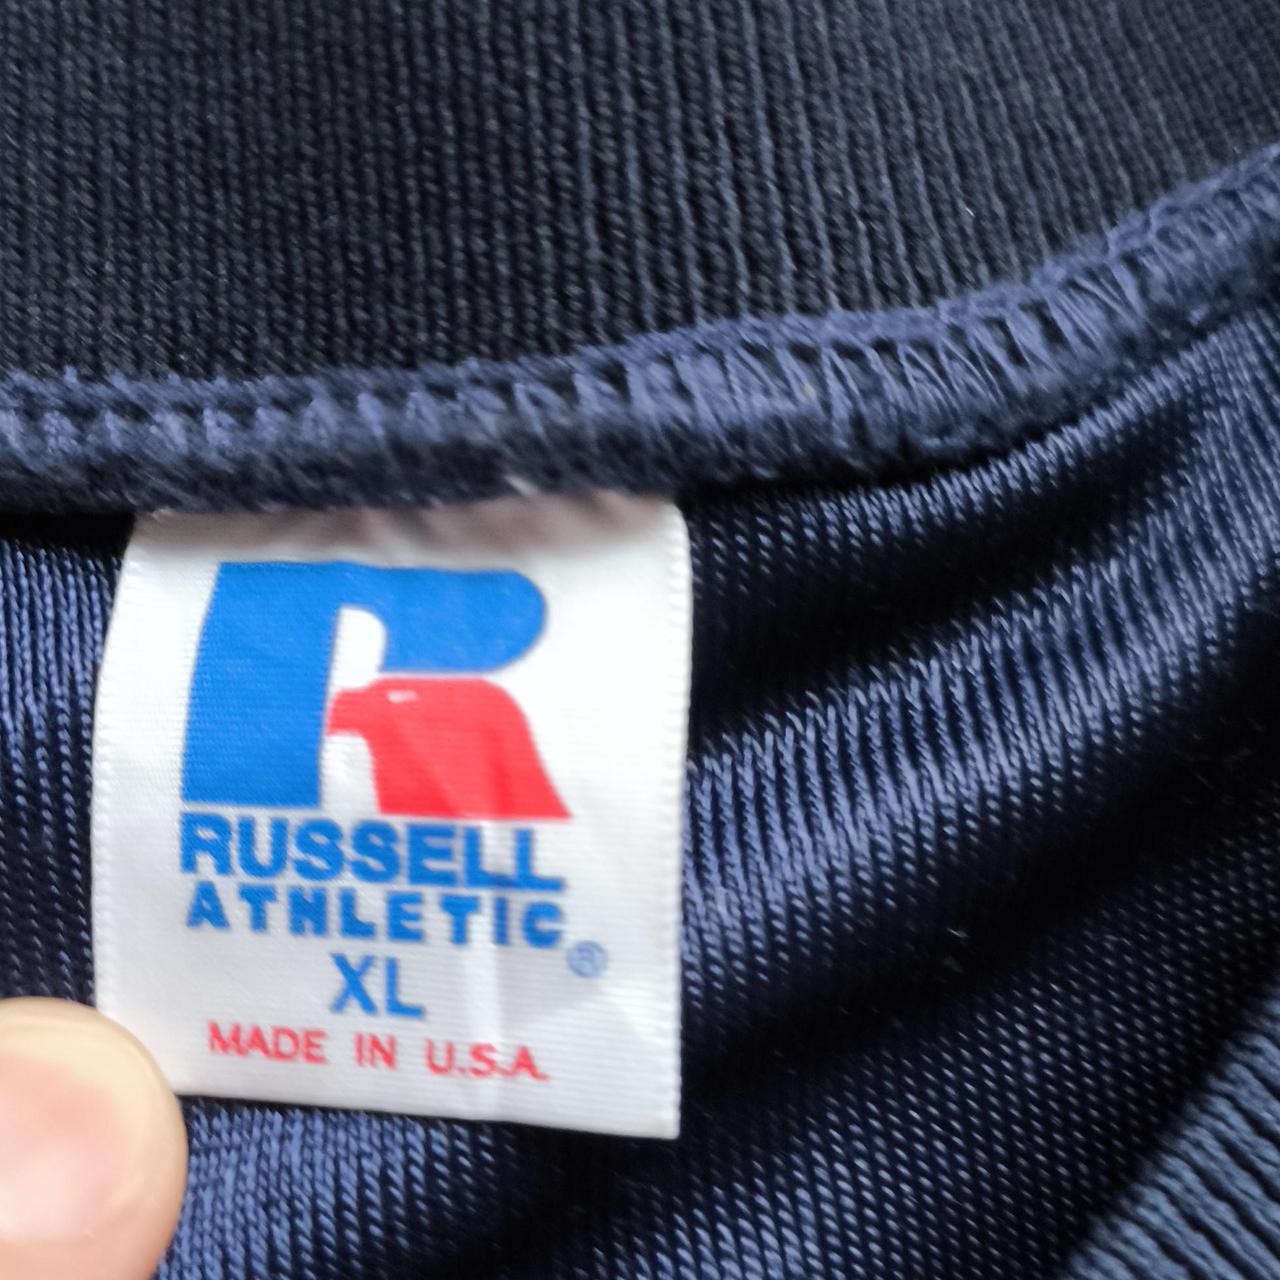 RUSSELL
ATHLETIC®
XL
MADE IN U.S.A.